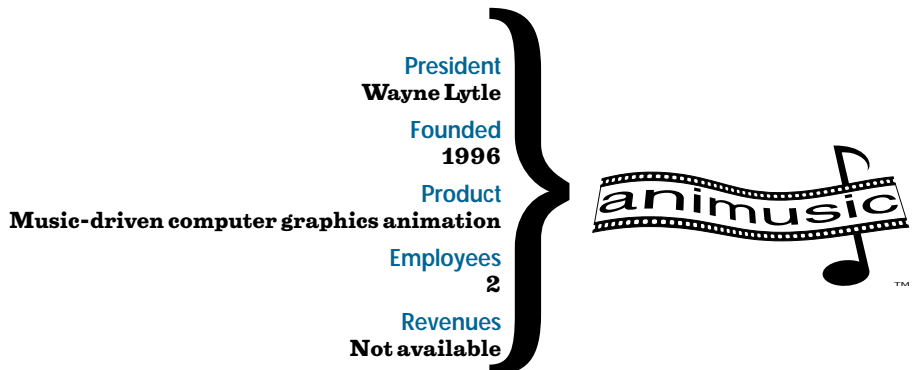 President
Wayne Lytle
Founded
1996
Product
Music-driven computer graphics animation
Employees
2
Revenues
Not available
animusic
TM